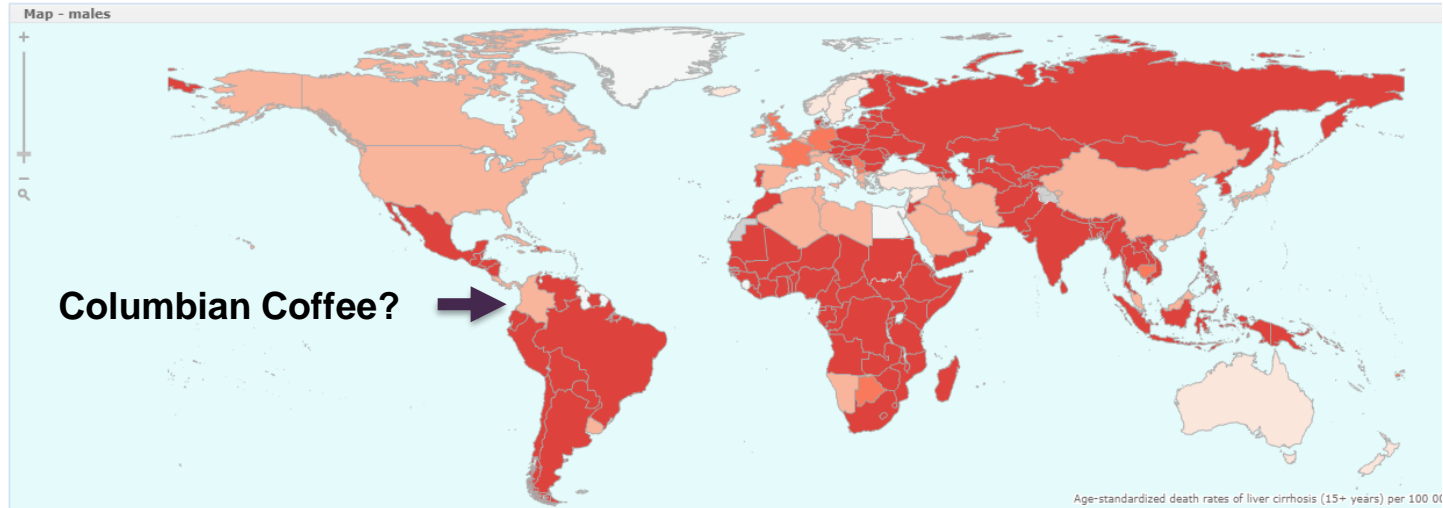 Map - males
Columbian Coffee?
Age-standardized death rates of liver cirrhosis (15+ years) per 100 00